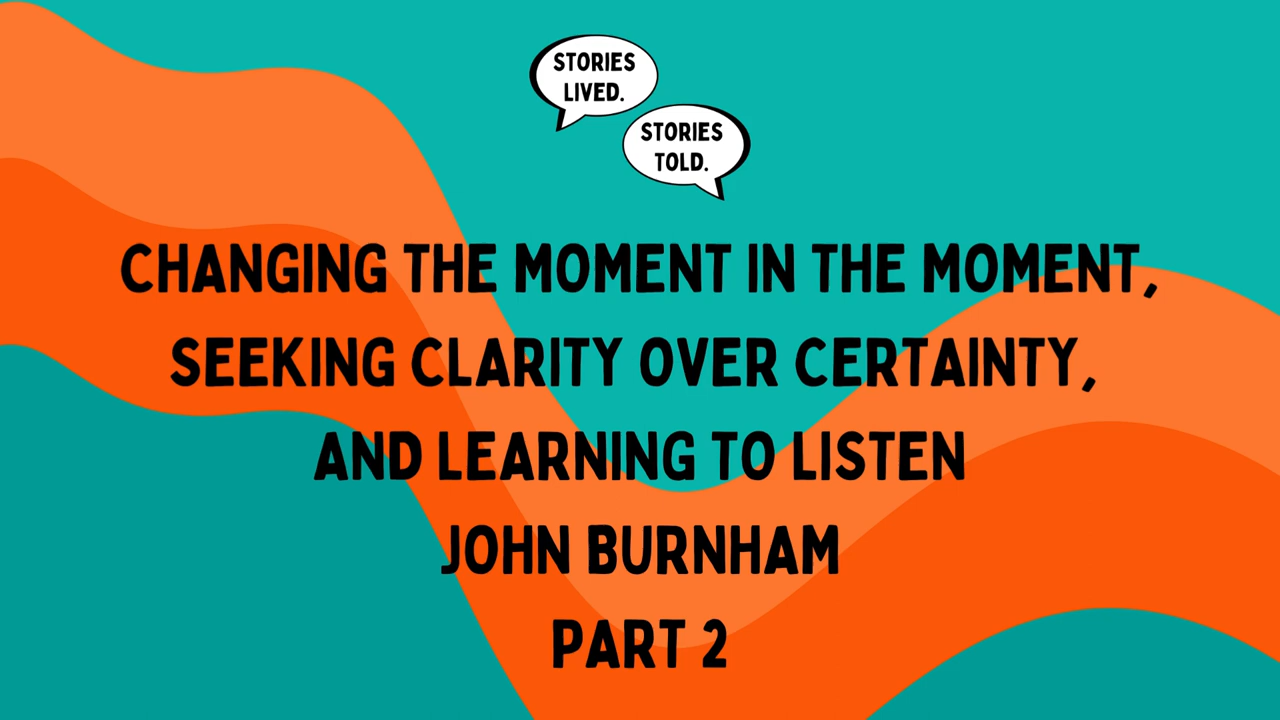 STORIES
LIVED.
STORIES
TOLD.
CHANGING THE MOMENT IN THE MOMENT,
SEEKING CLARITY OVER CERTAINTY,
AND LEARNING TO LISTEN
JOHN BURNHAM
PART 2